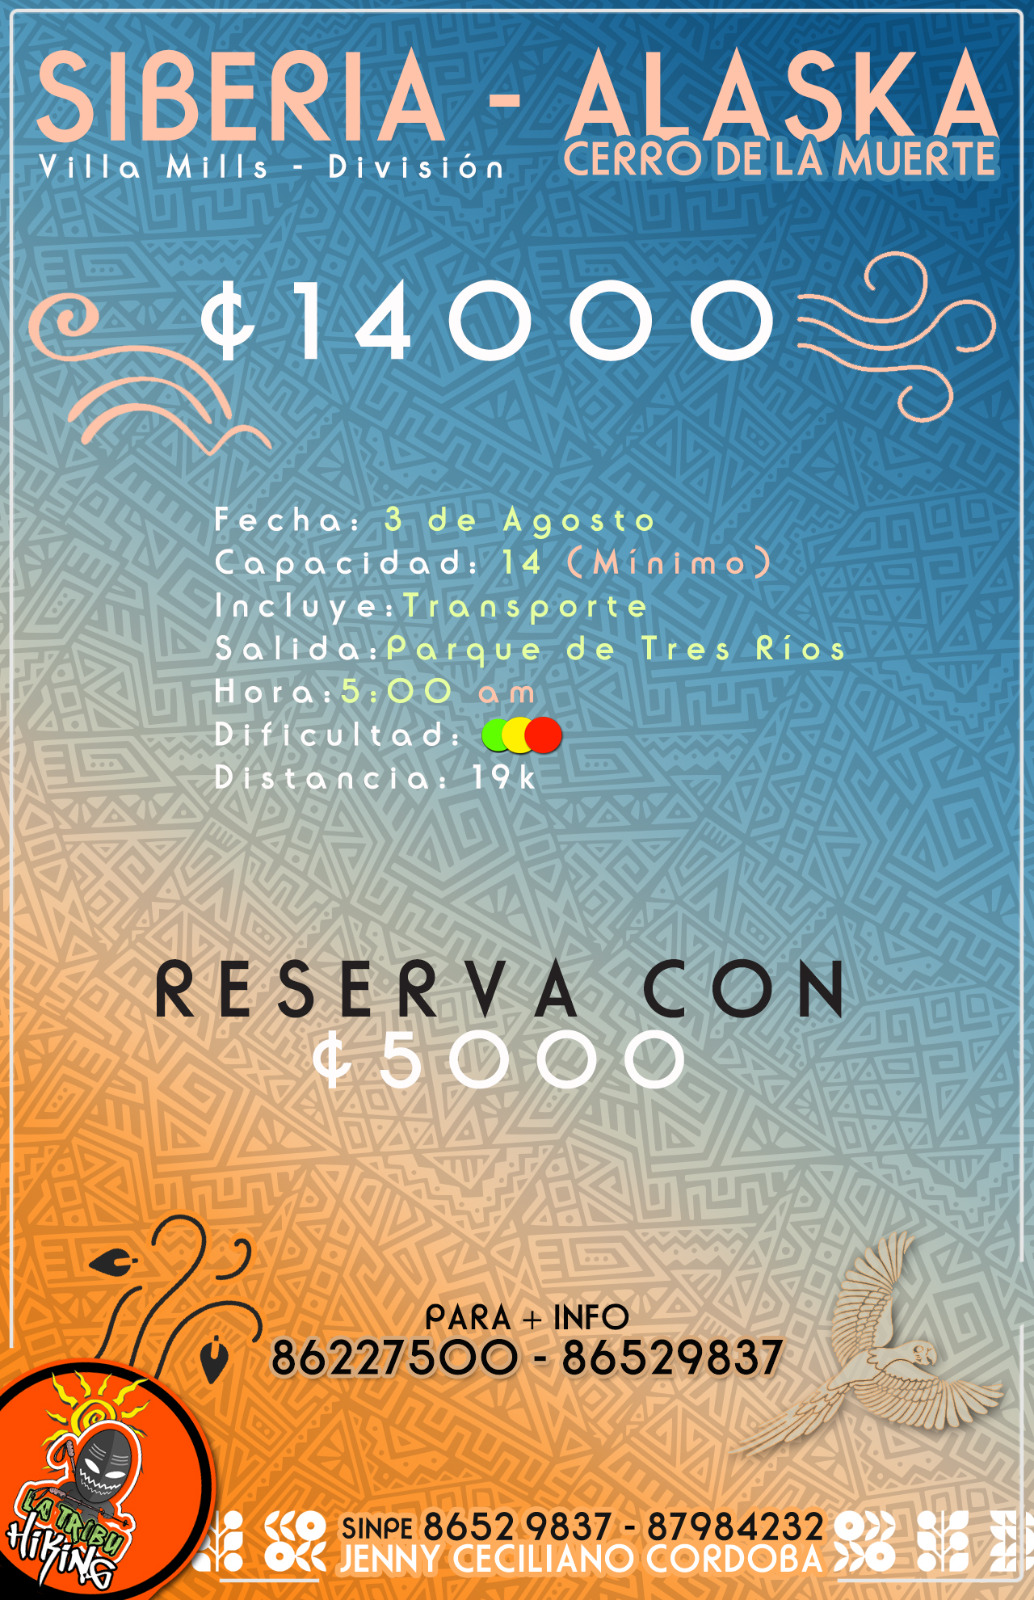 SIBERIA - ALASKA
Villa Mills - División
CERRO DE LA MUERTE
¢14000
Fecha: 3 de Agosto
Capacidad: 14 (Mínimo)
Incluye:Transporte
Salida:Parque de Tres Ríos
Hora:5:00 am
Dificultad:
Distancia: 19k
RESERVA CON
¢5000
PARA + INFO
86227500 - 86529837
LA TRIBU
HIKING
SINPE 8652 9837 - 87984232
JENNY CECILIANO CORDOBA